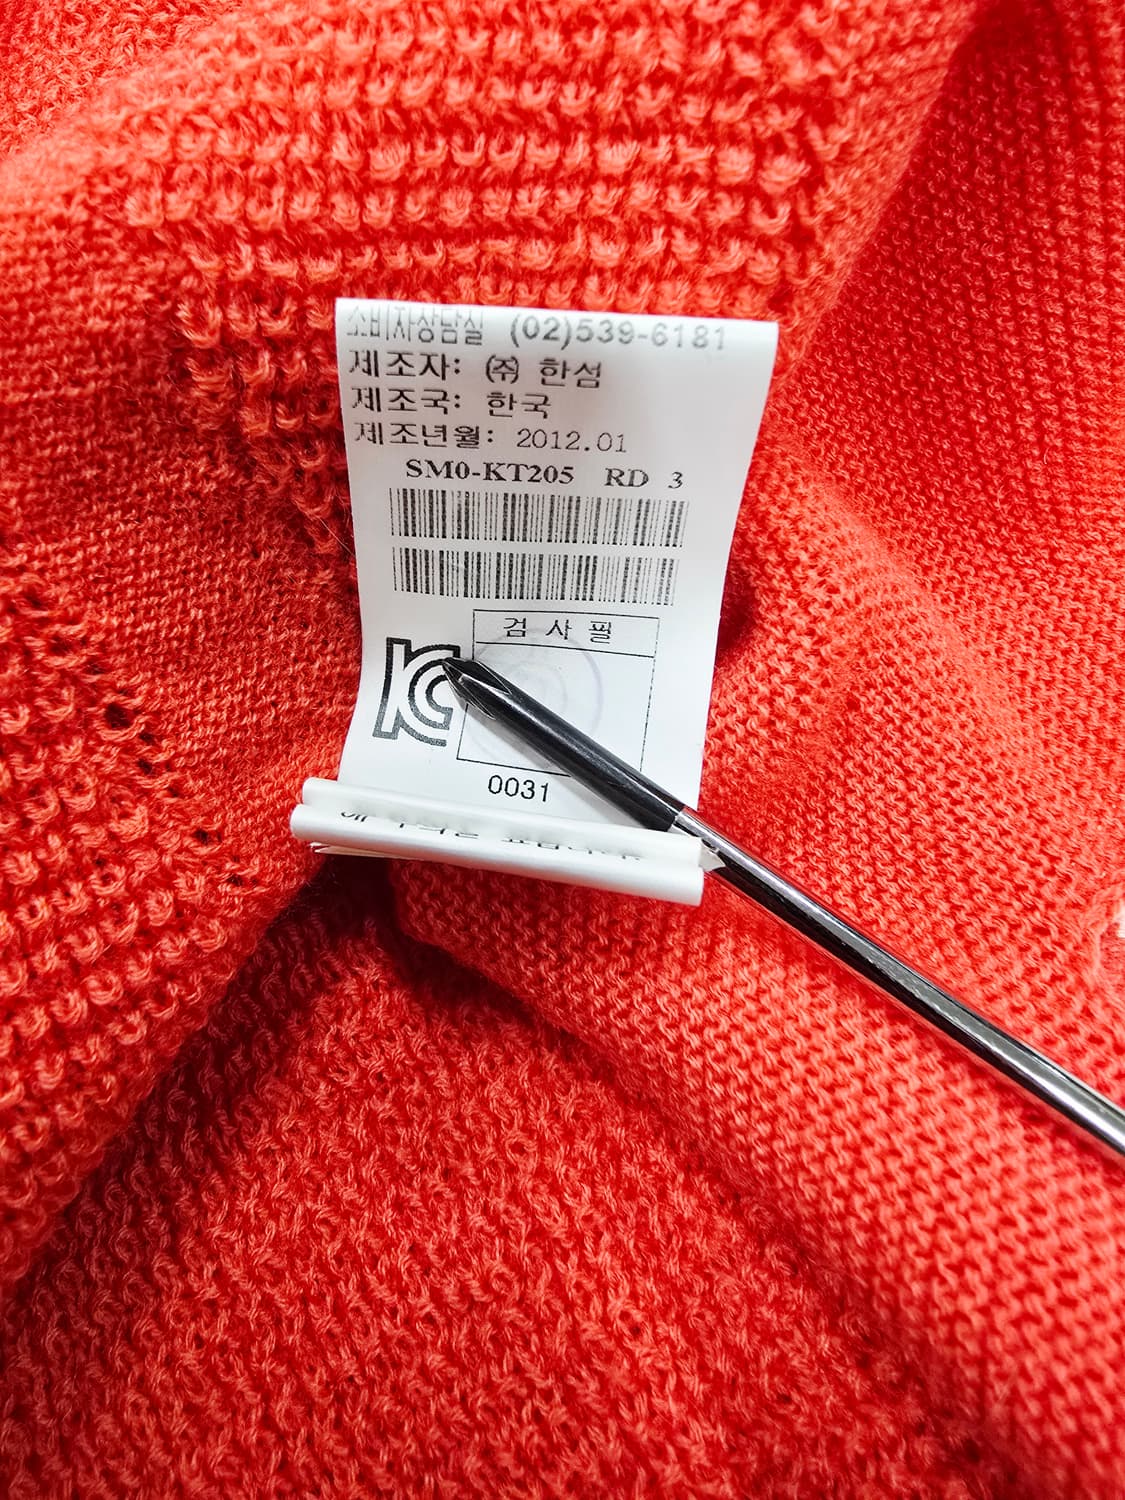 소비자상담실 (02)539-6181
제조자: ㈜ 한섬
제조국: 한국
제조년월: 2012.01
SM0-KT205 RD 3
검 사 필
KC
0031